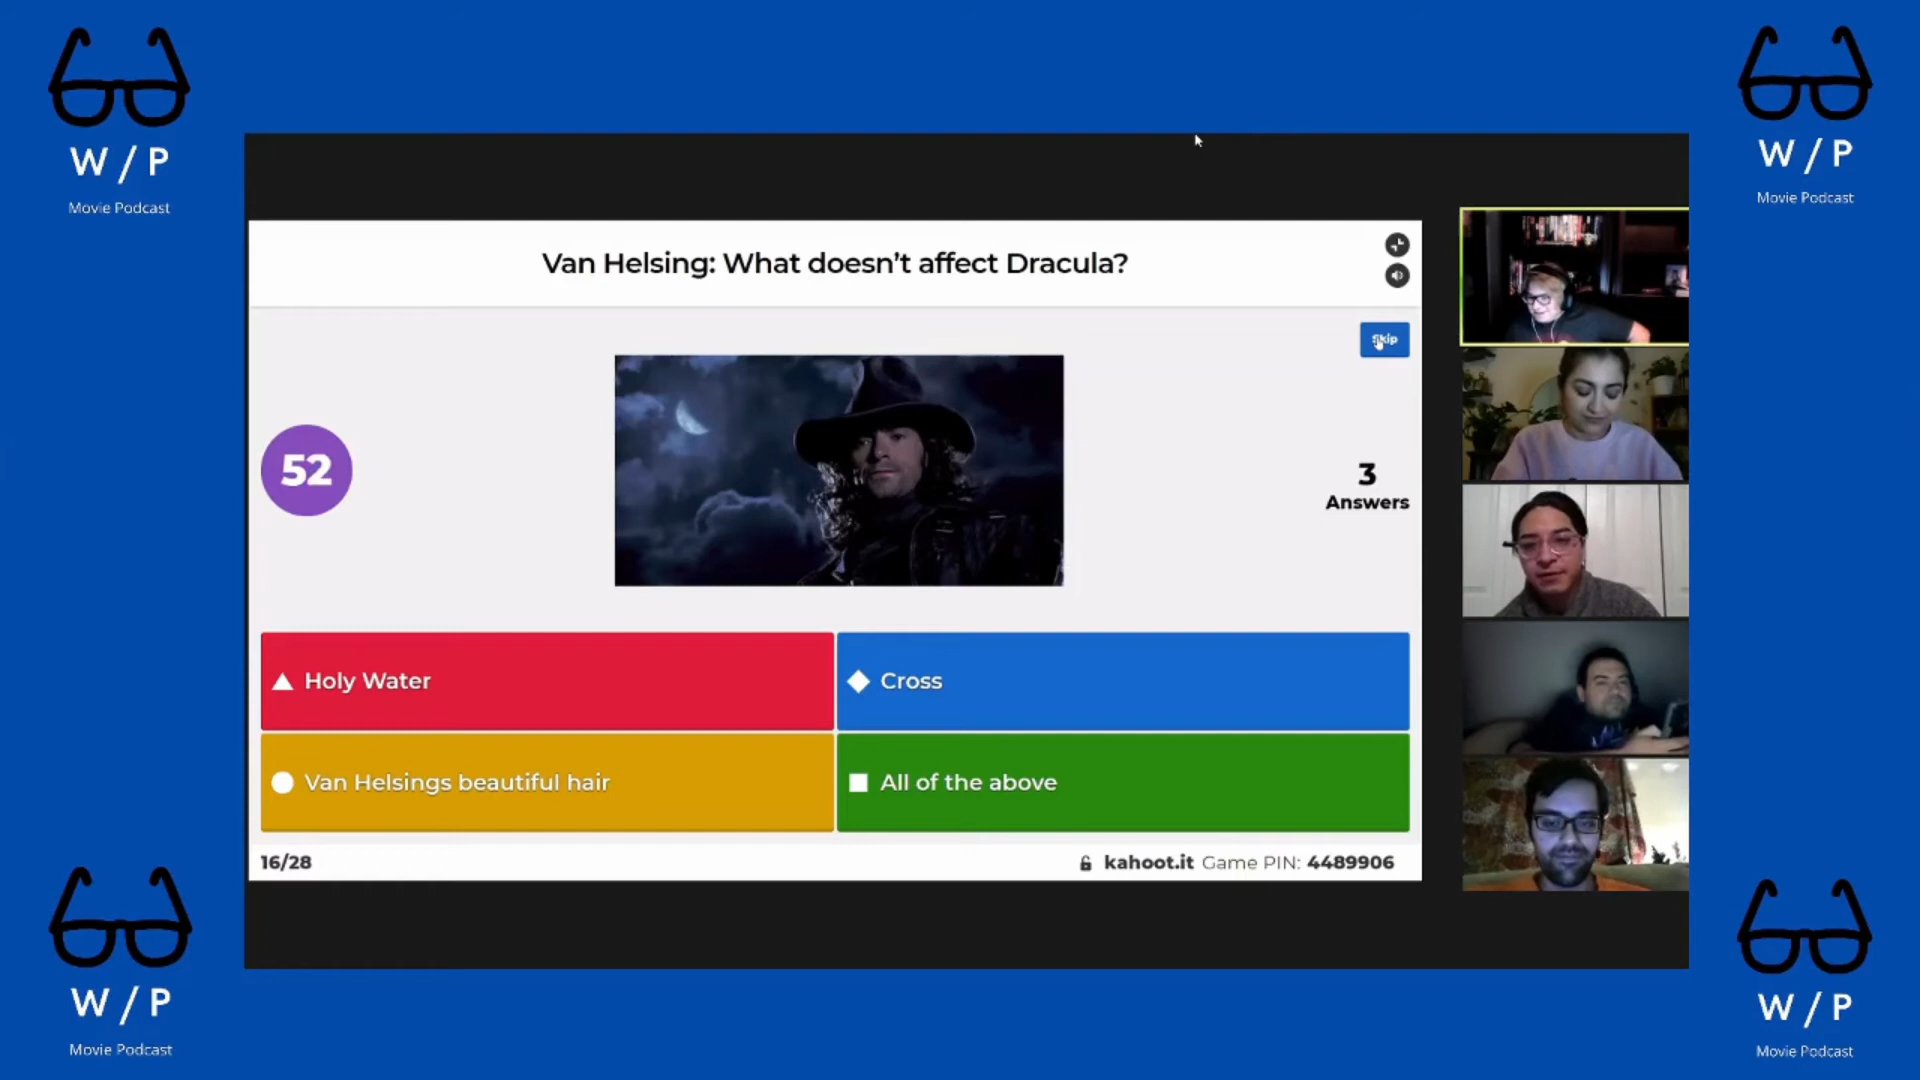 W / P
Movie Podcast
W / P
Movie Podcast
Van Helsing: What doesn't affect Dracula?
Skip
52
3
Answers
Holy Water
Cross
Van Helsings beautiful hair
All of the above
16/28
kahoot.it Game PIN: 4489906
W / P
Movie Podcast
W / P
Movie Podcast